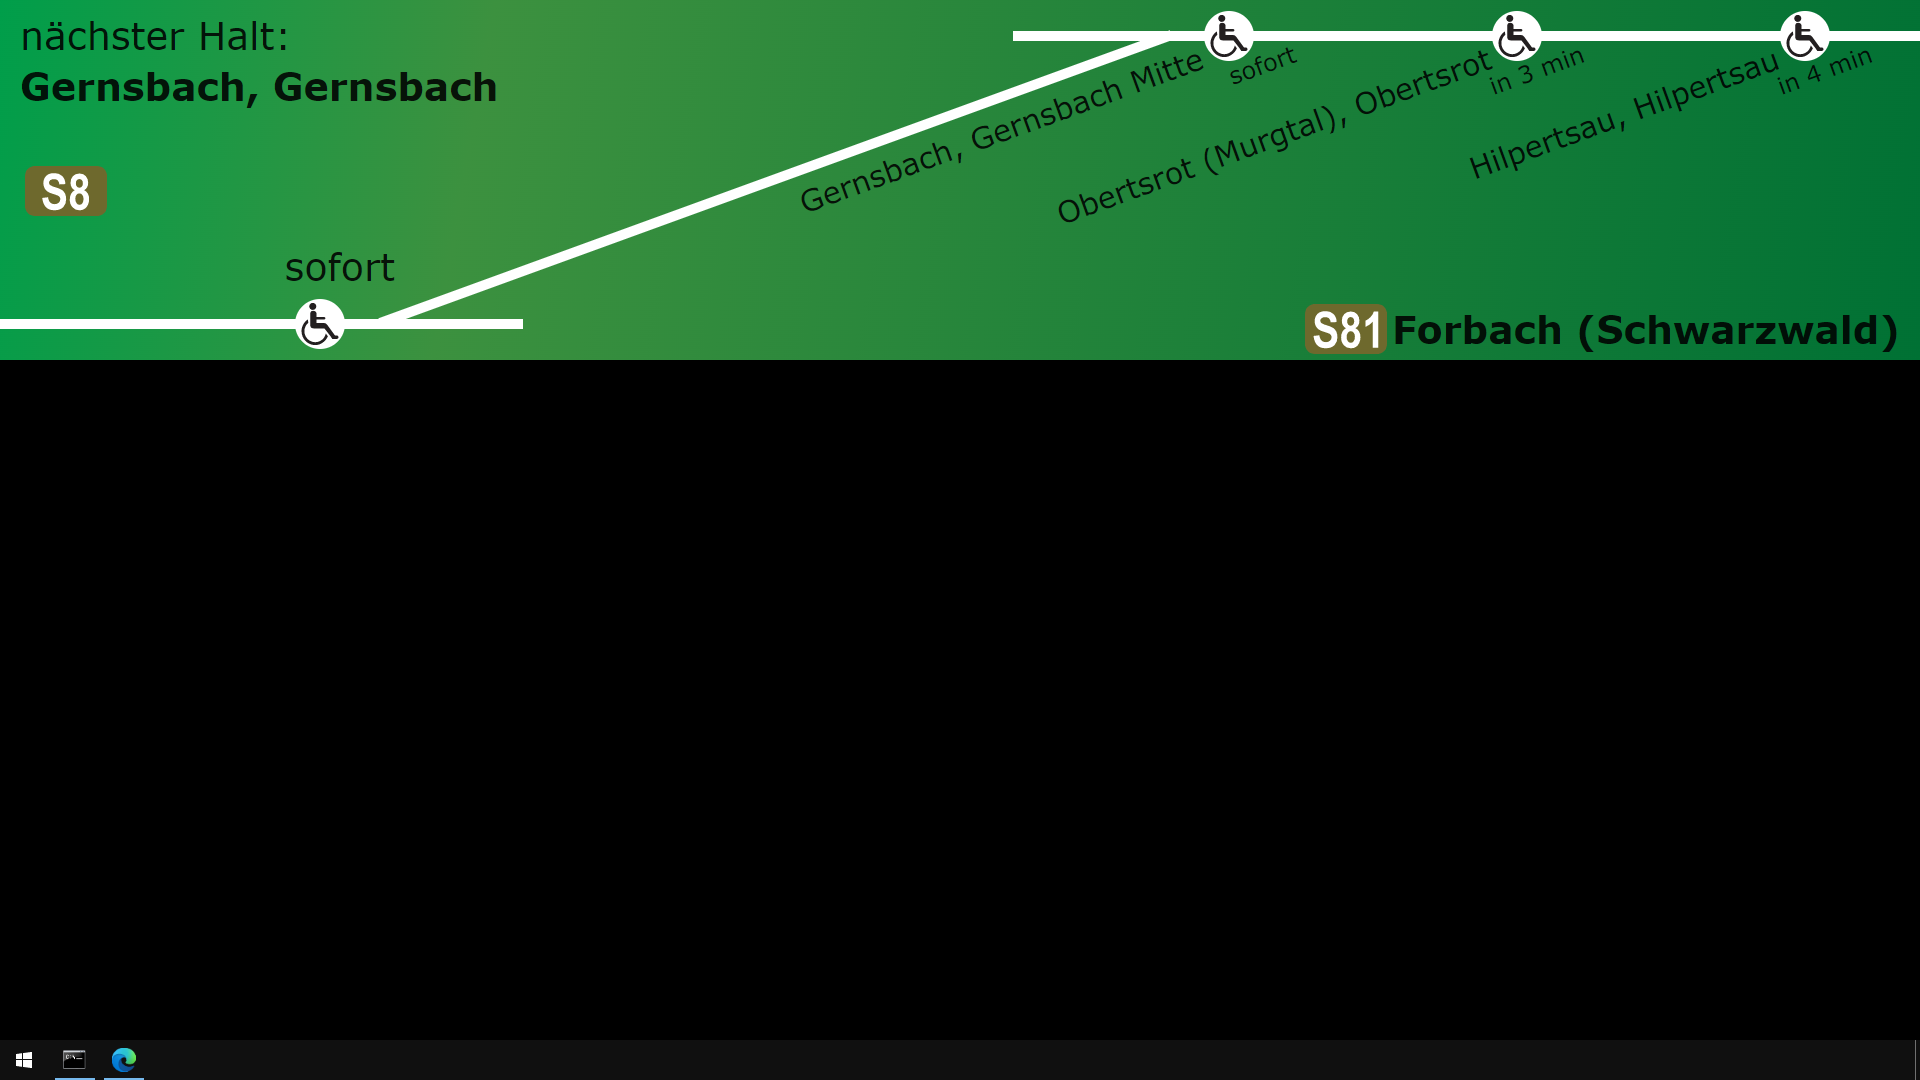 nächster Halt:
Gernsbach, Gernsbach
S8
sofort
Gernsbach, Gernsbach Mitte
sofort
Obertsrot (Murgtal), Obertsrot
in 3 min
Hilpertsau, Hilpertsau
in 4 min
S81 Forbach (Schwarzwald)